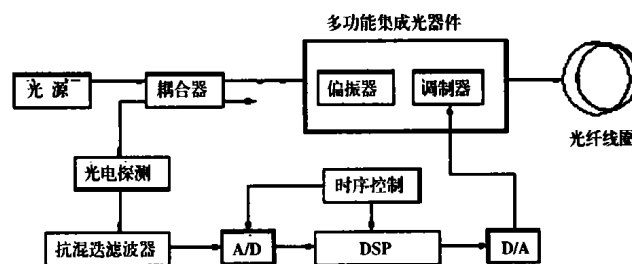 多功能集成光器件
光 源
耦合器
偏振器
调制器
光纤线圈
光电探测
时序控制
抗混迭滤波器
A/D
DSP
D/A